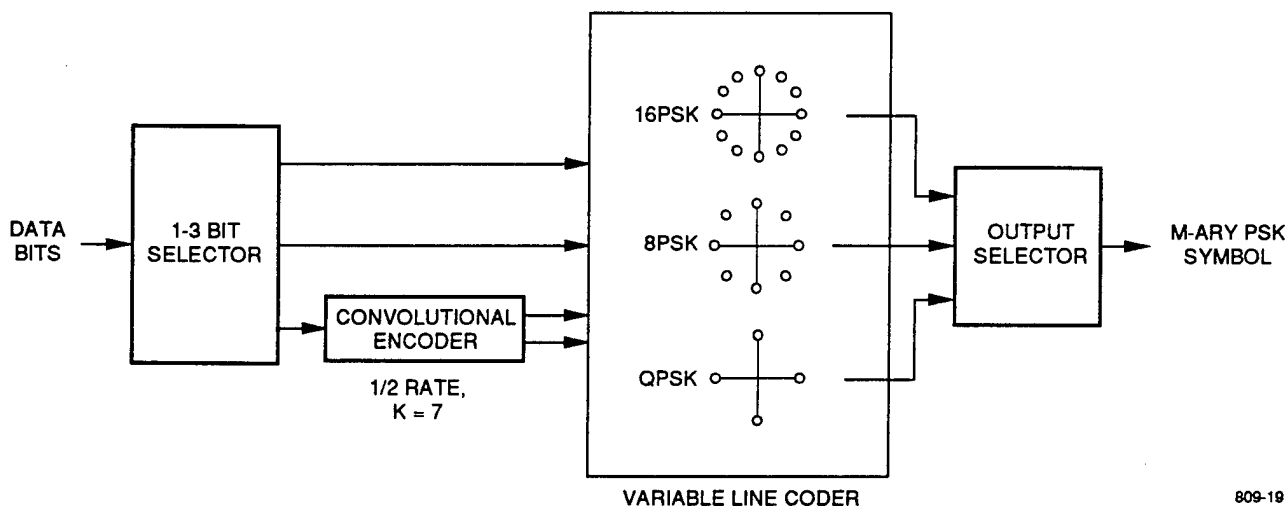 DATA
BITS
1-3 BIT
SELECTOR
CONVOLUTIONAL
ENCODER
1/2 RATE,
K = 7
16PSK
8PSK
QPSK
VARIABLE LINE CODER
OUTPUT
SELECTOR
M-ARY PSK
SYMBOL
809-19